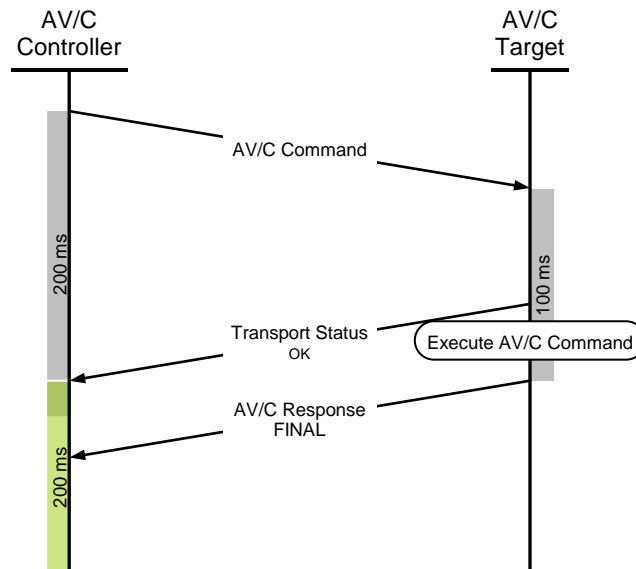 AV/C
Controller
AV/C
Target
AV/C Command
200 ms
100 ms
Transport Status
OK
Execute AV/C Command
AV/C Response
FINAL
200 ms